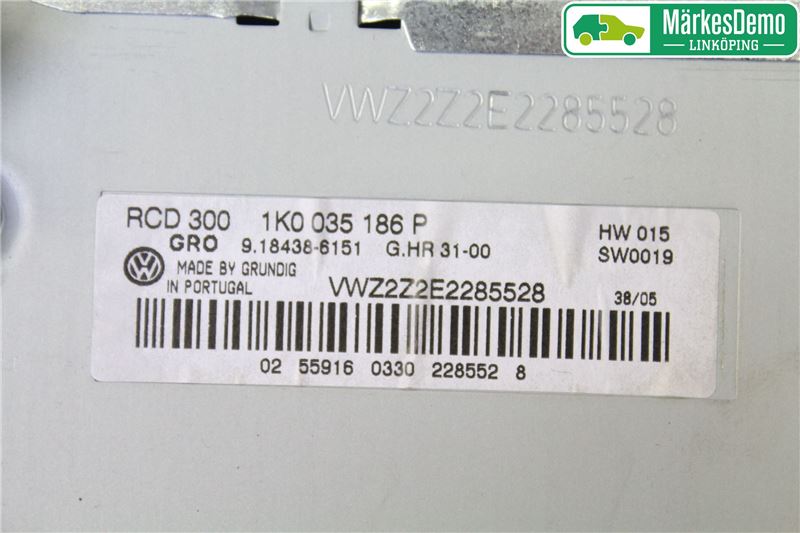 MärkesDemo
LINKÖPING
VWZ2Z2E2285528
RCD 300 1K0 035 186 P HW 015
GRO 9.18438-6151 G.HR 31-00 SW0019
MADE BY GRUNDIG
IN PORTUGAL VWZ2Z2E2285528 38/05
02 55916 0330 228552 8